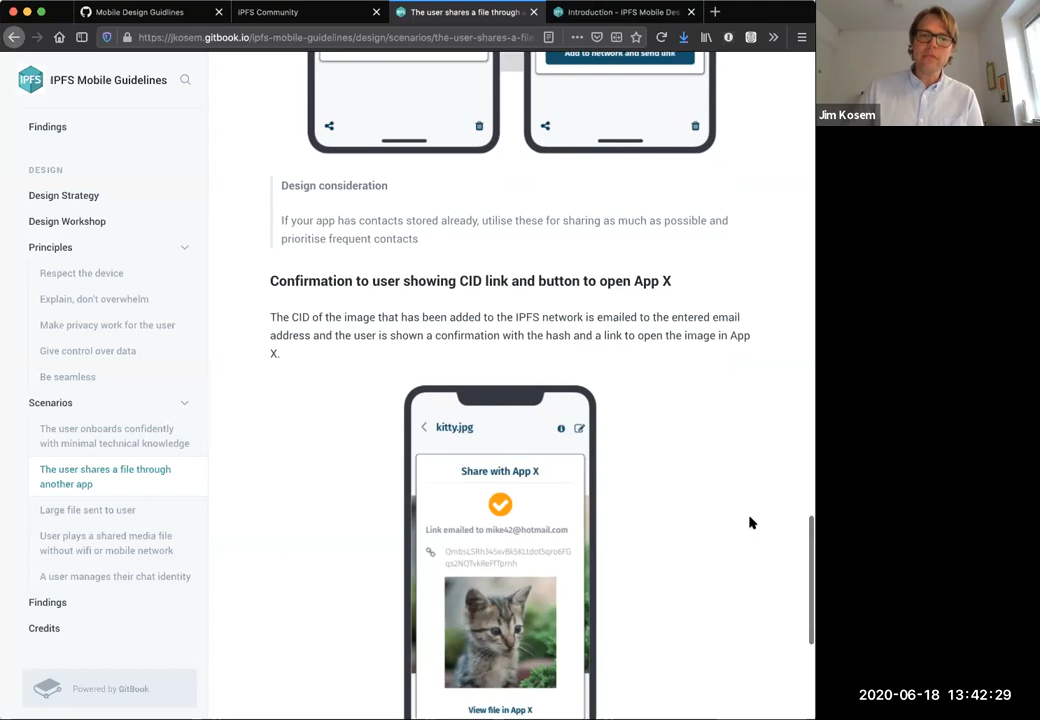 Mobile Design Guidlines
IPFS Community
The user shares a file through
Introduction - IPFS Mobile Des
https://jkosem.gitbook.io/ipfs-mobile-guidelines/design/scenarios/the-user-shares-a-file
IPFS
IPFS Mobile Guidelines
Findings
DESIGN
Design Strategy
Design Workshop
Principles
Respect the device
Explain, don't overwhelm
Make privacy work for the user
Give control over data
Be seamless
Scenarios
The user onboards confidently
with minimal technical knowledge
The user shares a file through
another app
Large file sent to user
User plays a shared media file
without wifi or mobile network
A user manages their chat identity
Findings
Credits
Powered by GitBook
Add to network and send link
Design consideration
If your app has contacts stored already, utilise these for sharing as much as possible and
prioritise frequent contacts
Confirmation to user showing CID link and button to open App X
The CID of the image that has been added to the IPFS network is emailed to the entered email
address and the user is shown a confirmation with the hash and a link to open the image in App
X.
kitty.jpg
Share with App X
Link emailed to mike42@hotmail.com
View file in App X
Jim Kosem
2020-06-18 13:42:29